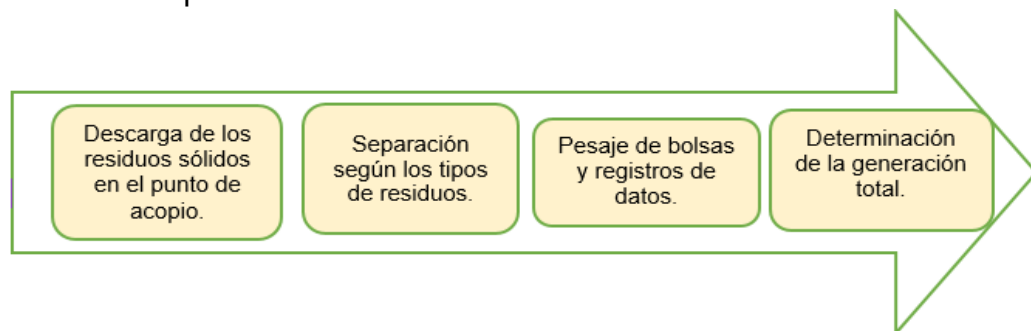 Descarga de los
residuos sólidos
en el punto de
acopio.
Separación
según los tipos
de residuos.
Pesaje de bolsas
y registros de
datos.
Determinación
de la generación
total.